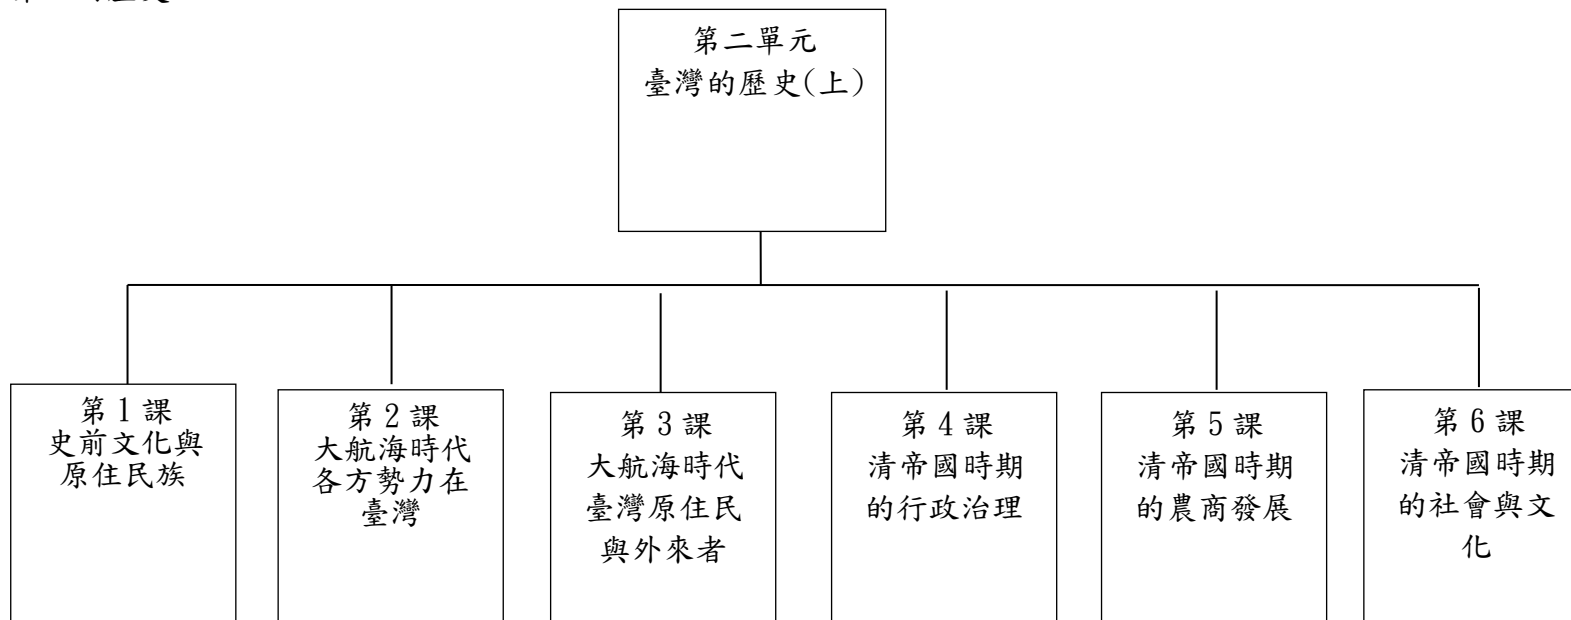 第二單元
臺灣的歷史(上)
第 1 課
史前文化與
原住民族
第 2 課
大航海時代
各方勢力在
臺灣
第 3 課
大航海時代
臺灣原住民
與外來者
第 4 課
清帝國時期
的行政治理
第 5 課
清帝國時期
的農商發展
第 6 課
清帝國時期
的社會與文
化